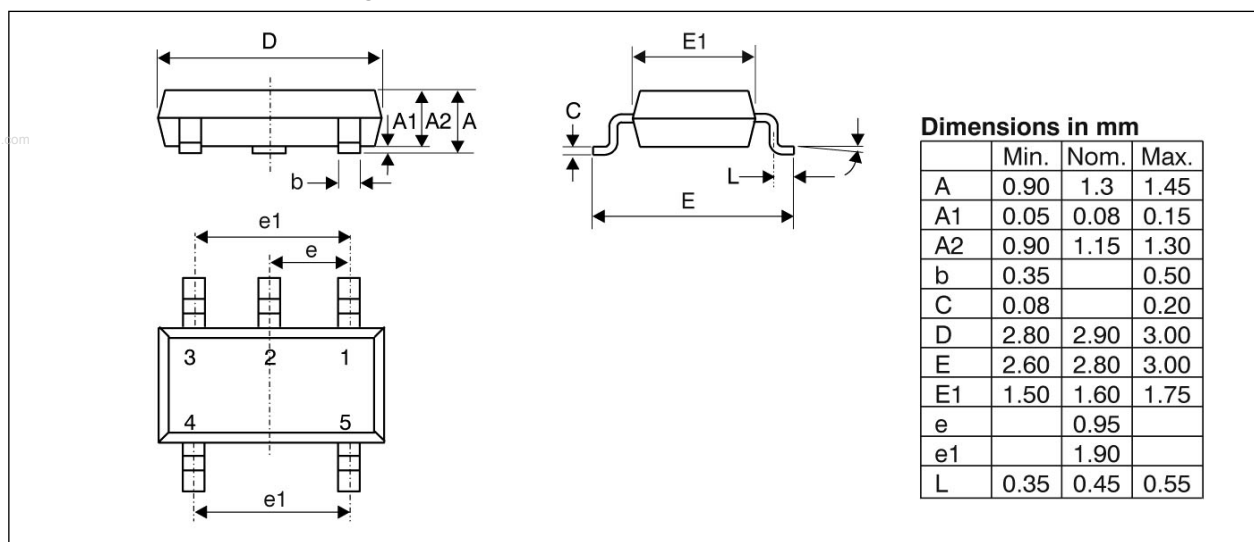 D
A1 A2 A
b
E1
C
L
E
e1
e
3 2 1
4 5
e1
.com
Dimensions in mm
Min. Nom. Max.
A 0.90 1.3 1.45
A1 0.05 0.08 0.15
A2 0.90 1.15 1.30
b 0.35 0.50
C 0.08 0.20
D 2.80 2.90 3.00
E 2.60 2.80 3.00
E1 1.50 1.60 1.75
e 0.95
e1 1.90
L 0.35 0.45 0.55